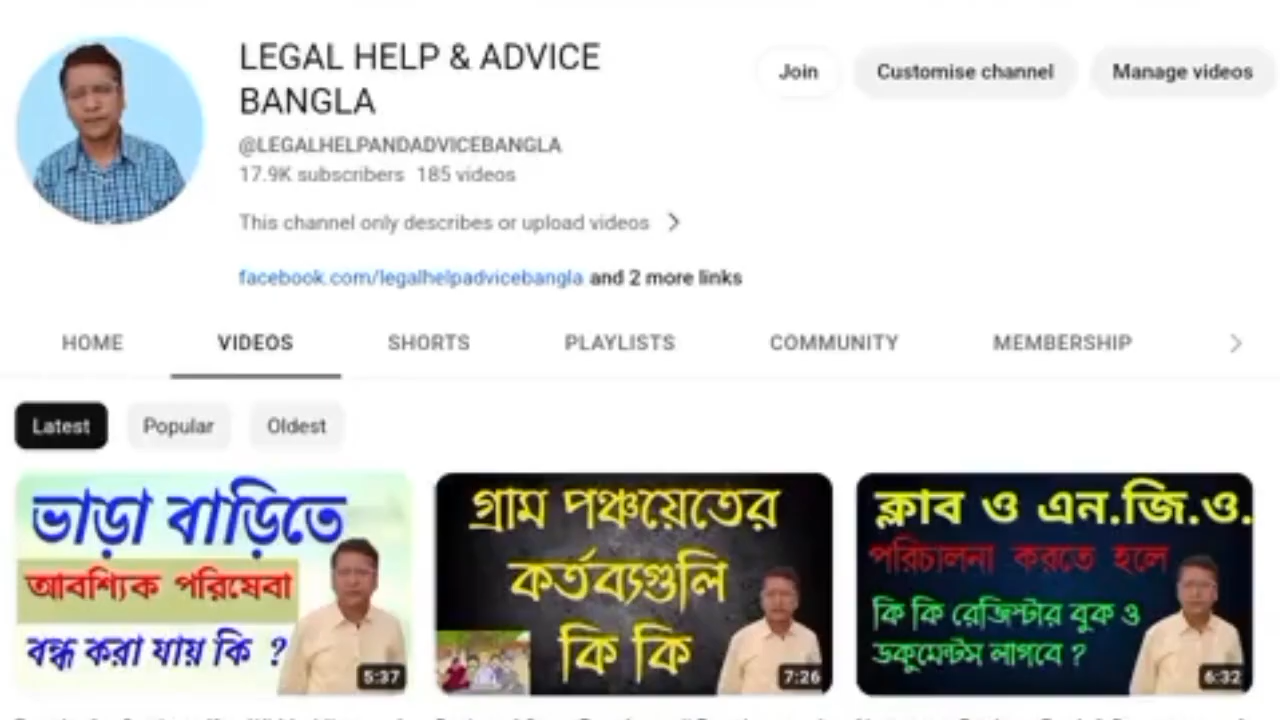 LEGAL HELP & ADVICE
BANGLA
Join
Customise channel
Manage videos
@LEGALHELPANDADVICEBANGLA
17.9K subscribers 185 videos
This channel only describes or upload videos
facebook.com/legalhelpadvicebangla and 2 more links
HOME VIDEOS SHORTS PLAYLISTS COMMUNITY MEMBERSHIP
Latest Popular Oldest
ভাড়া বাড়িতে
আবশ্যিক পরিষেবা
বন্ধ করা যায় কি ?
5:37
গ্রাম পঞ্চয়েতের
কর্তব্যগুলি
কি কি
7:26
ক্লাব ও এন.জি.ও.
পরিচালনা করতে হলে
কি কি রেজিস্টার বুক ও
ডকুমেন্টস লাগবে ?
6:32